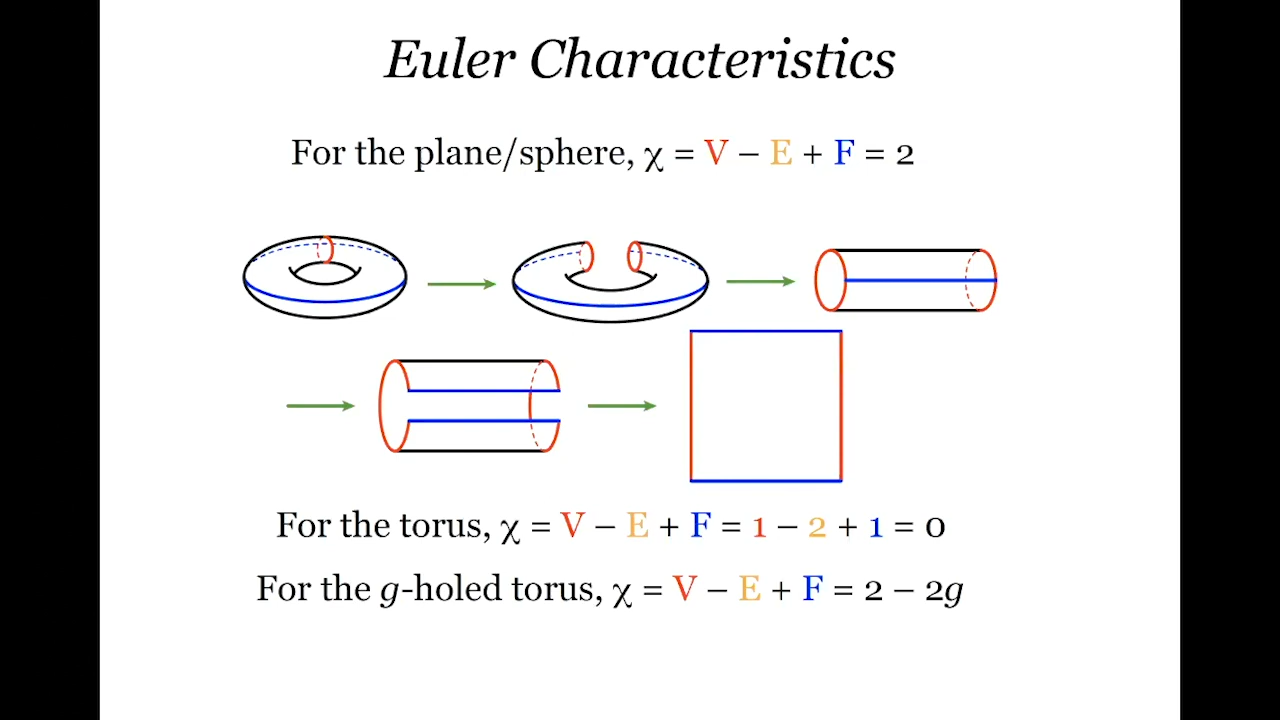 Euler Characteristics
For the plane/sphere, χ = V − E + F = 2
For the torus, χ = V − E + F = 1 − 2 + 1 = 0
For the g-holed torus, χ = V − E + F = 2 − 2g